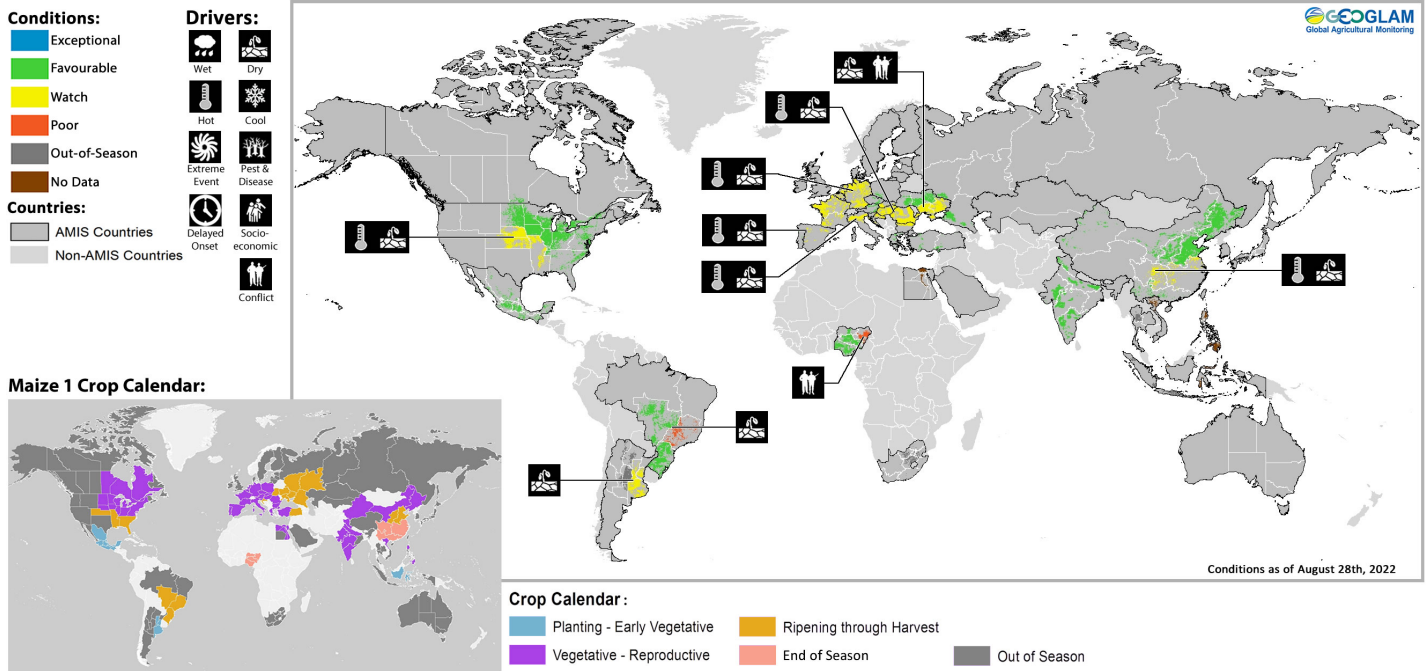 Conditions:
Exceptional
Favourable
Watch
Poor
Out-of-Season
No Data
Countries:
AMIS Countries
Non-AMIS Countries
Drivers:
Wet
Dry
Hot
Cool
Extreme
Event
Pest &
Disease
Delayed
Onset
Socio-
economic
Conflict
GEOGLAM
Global Agricultural Monitoring
Maize 1 Crop Calendar:
Conditions as of August 28th, 2022
Crop Calendar :
Planting - Early Vegetative
Ripening through Harvest
Vegetative - Reproductive
End of Season
Out of Season